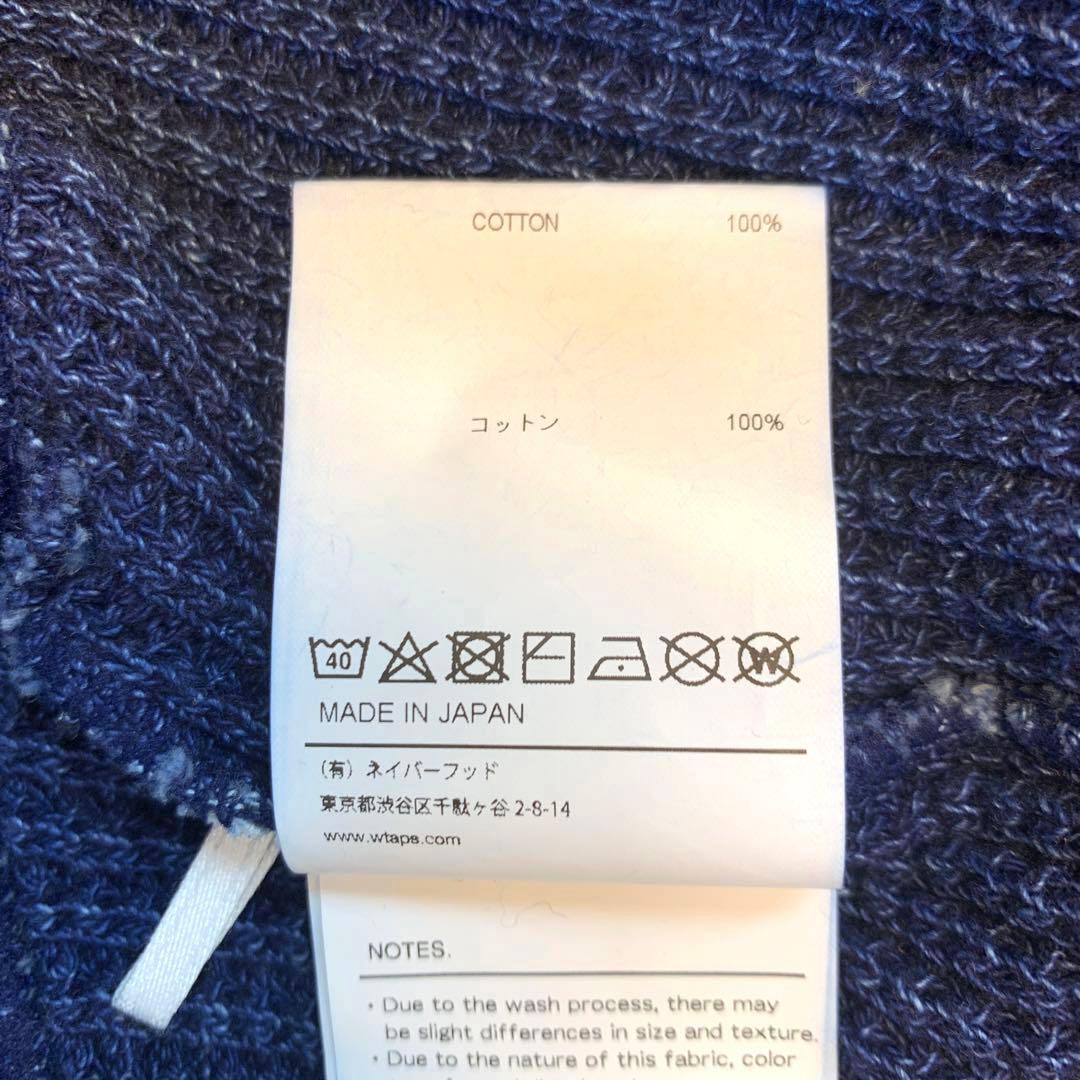 COTTON 100%
コットン 100%
40
W
MADE IN JAPAN
(有) ネイバーフッド
東京都渋谷区千駄ヶ谷 2-8-14
www.wtaps.com
NOTES.
・Due to the wash process, there may
be slight differences in size and texture.
・Due to the nature of this fabric, color